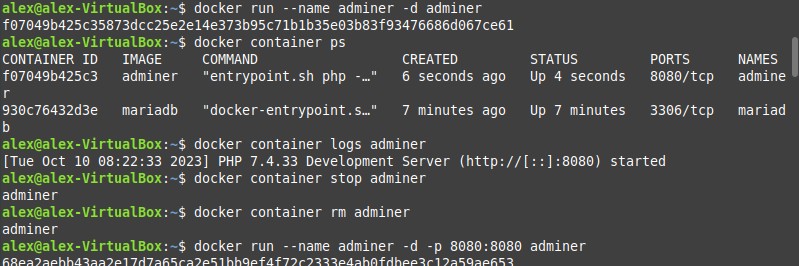 alex@alex-VirtualBox:~$ docker run --name adminer -d adminer
f07049b425c35873dcc25e2e14e373b95c71b1b35e03b83f93476686d067ce61
alex@alex-VirtualBox:~$ docker container ps
CONTAINER ID   IMAGE     COMMAND                  CREATED         STATUS         PORTS      NAMES
f07049b425c3   adminer   "entrypoint.sh php -…"   6 seconds ago   Up 4 seconds   8080/tcp   admine
r
930c76432d3e   mariadb   "docker-entrypoint.s…"   7 minutes ago   Up 7 minutes   3306/tcp   mariad
b
alex@alex-VirtualBox:~$ docker container logs adminer
[Tue Oct 10 08:22:33 2023] PHP 7.4.33 Development Server (http://[::]:8080) started
alex@alex-VirtualBox:~$ docker container stop adminer
adminer
alex@alex-VirtualBox:~$ docker container rm adminer
adminer
alex@alex-VirtualBox:~$ docker run --name adminer -d -p 8080:8080 adminer
68ea2aebb43aa2e17d7a65ca2e51bb9ef4f72c2333e4ab0fdbee3c12a59ae653